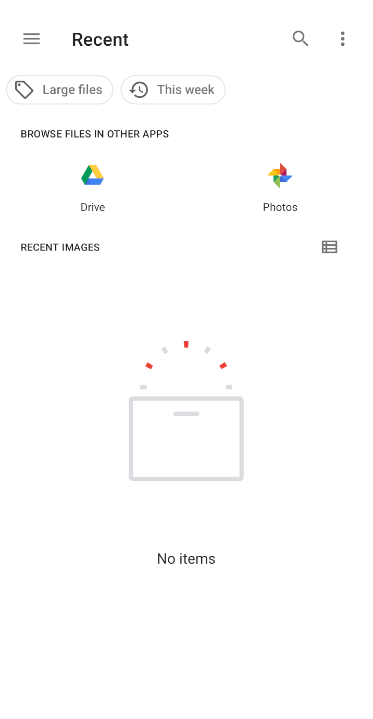 Recent
Large files
This week
BROWSE FILES IN OTHER APPS
Drive
Photos
RECENT IMAGES
No items